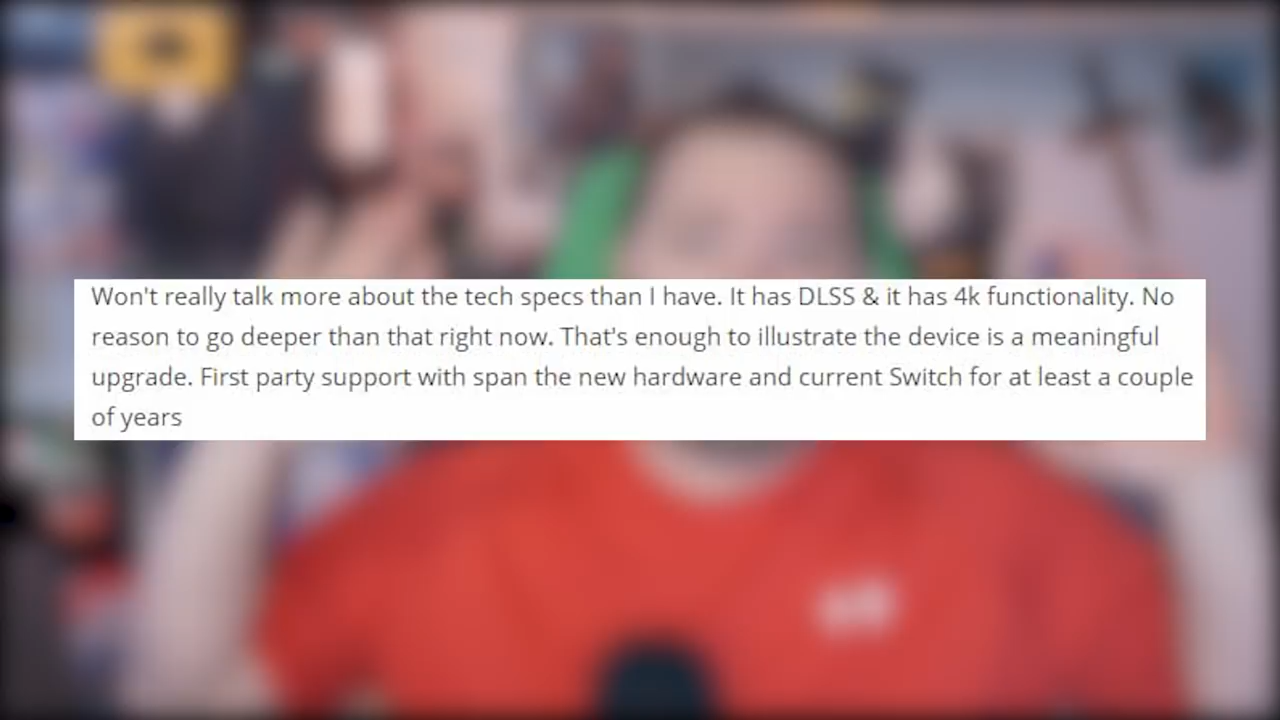 Won't really talk more about the tech specs than I have. It has DLSS & it has 4k functionality. No
reason to go deeper than that right now. That's enough to illustrate the device is a meaningful
upgrade. First party support with span the new hardware and current Switch for at least a couple
of years